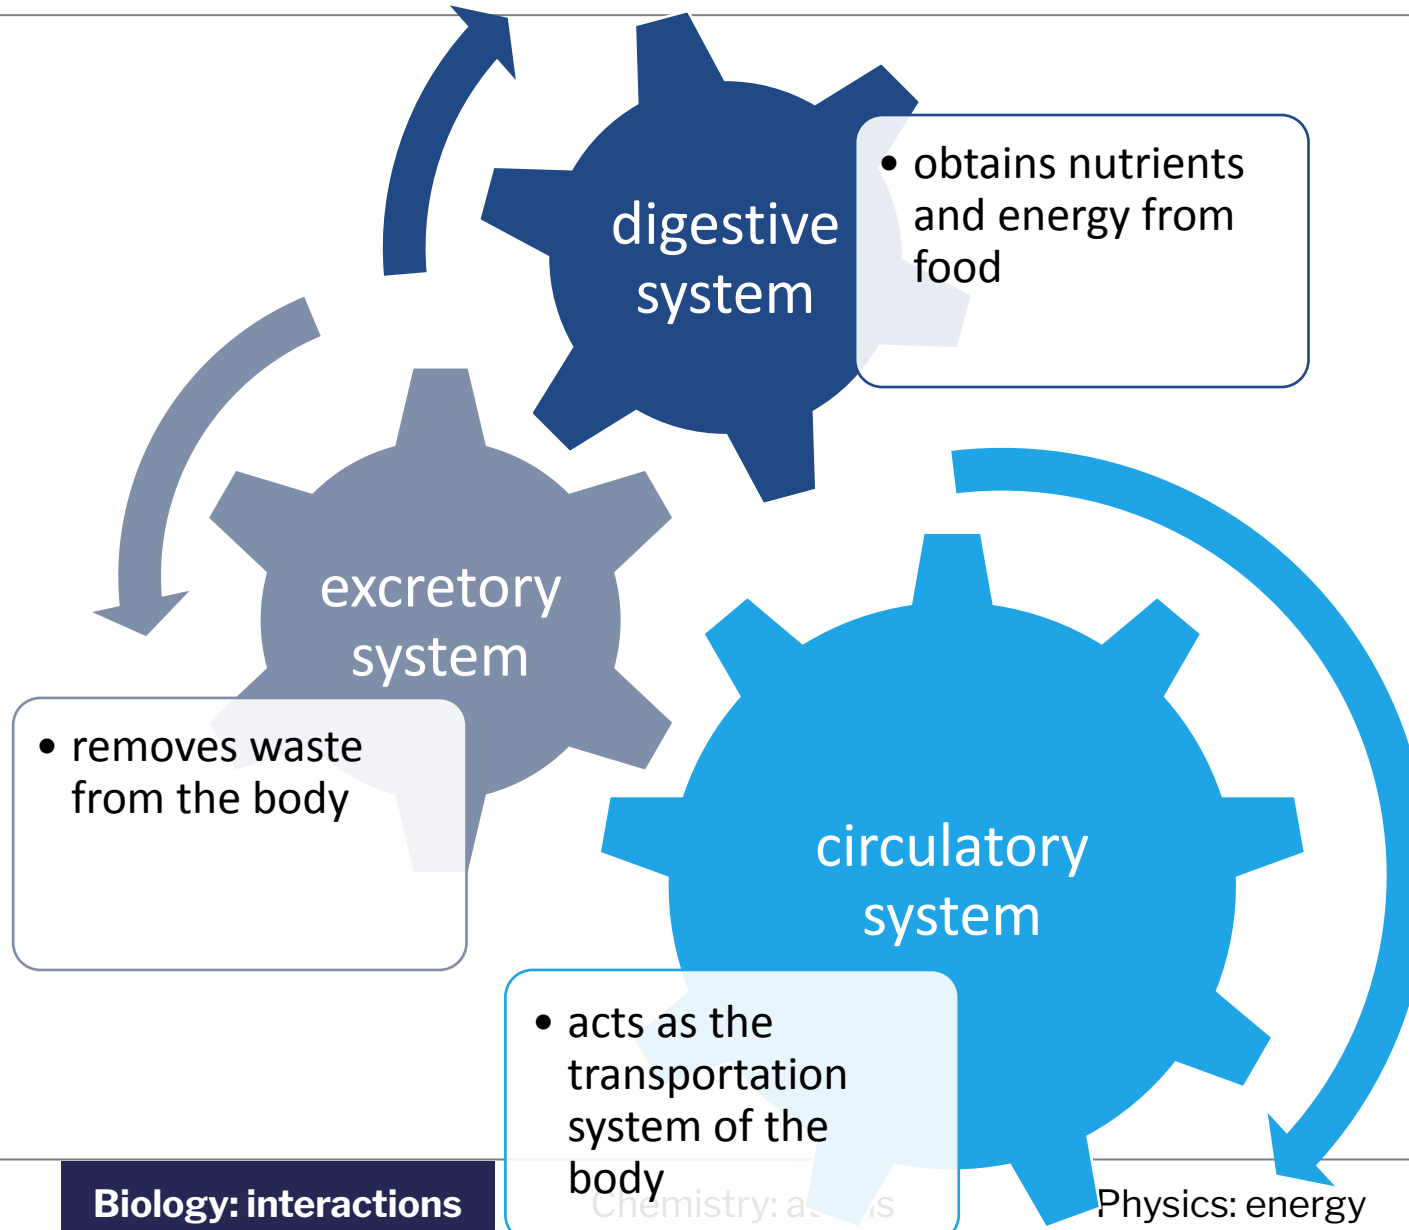 digestive
system
• obtains nutrients
and energy from
food
excretory
system
• removes waste
from the body
circulatory
system
• acts as the
transportation
system of the
body
Biology: interactions
Chemistry:
Physics: energy